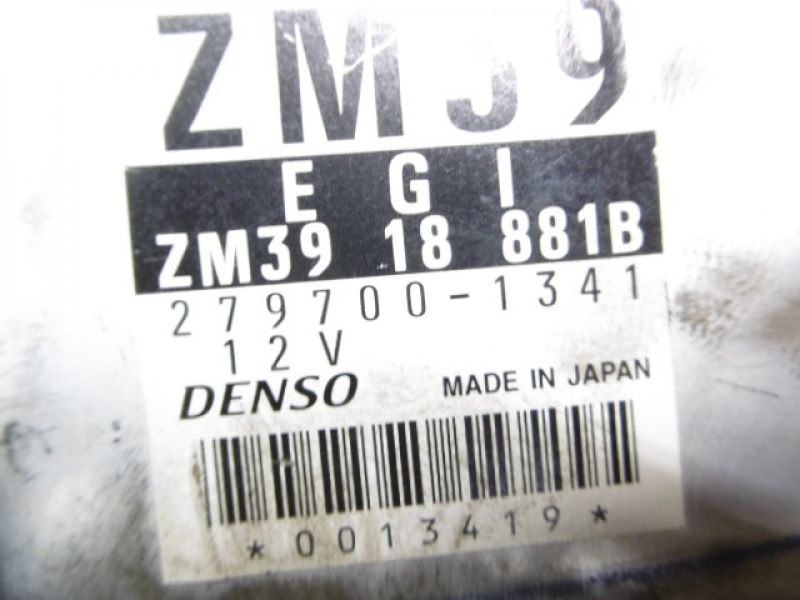 ZM39
E G I
ZM39 18 881B
279700-1341
12V
DENSO MADE IN JAPAN
*0013419*